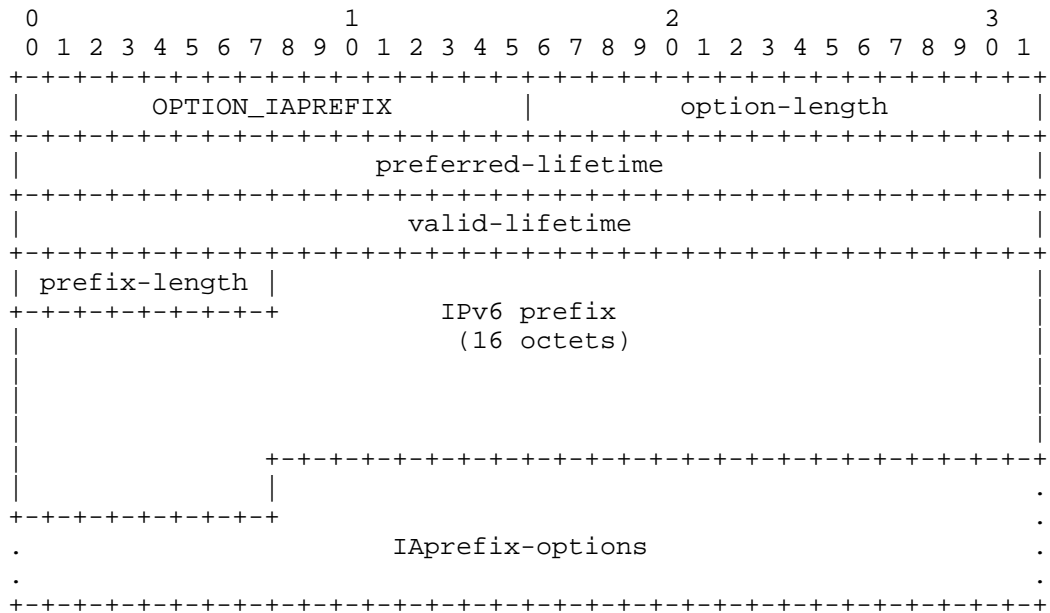 0                   1                   2                   3
0 1 2 3 4 5 6 7 8 9 0 1 2 3 4 5 6 7 8 9 0 1 2 3 4 5 6 7 8 9 0 1
+-+-+-+-+-+-+-+-+-+-+-+-+-+-+-+-+-+-+-+-+-+-+-+-+-+-+-+-+-+-+-+-+
|        OPTION_IAPREFIX        |         option-length         |
+-+-+-+-+-+-+-+-+-+-+-+-+-+-+-+-+-+-+-+-+-+-+-+-+-+-+-+-+-+-+-+-+
|                      preferred-lifetime                       |
+-+-+-+-+-+-+-+-+-+-+-+-+-+-+-+-+-+-+-+-+-+-+-+-+-+-+-+-+-+-+-+-+
|                        valid-lifetime                         |
+-+-+-+-+-+-+-+-+-+-+-+-+-+-+-+-+-+-+-+-+-+-+-+-+-+-+-+-+-+-+-+-+
| prefix-length |                                               |
+-+-+-+-+-+-+-+-+          IPv6 prefix                          |
|                           (16 octets)                         |
|                                                               |
|                                                               |
|                                                               |
|               +-+-+-+-+-+-+-+-+-+-+-+-+-+-+-+-+-+-+-+-+-+-+-+-+
|               |                                               .
+-+-+-+-+-+-+-+-+                                               .
.                       IAprefix-options                        .
.                                                               .
+-+-+-+-+-+-+-+-+-+-+-+-+-+-+-+-+-+-+-+-+-+-+-+-+-+-+-+-+-+-+-+-+